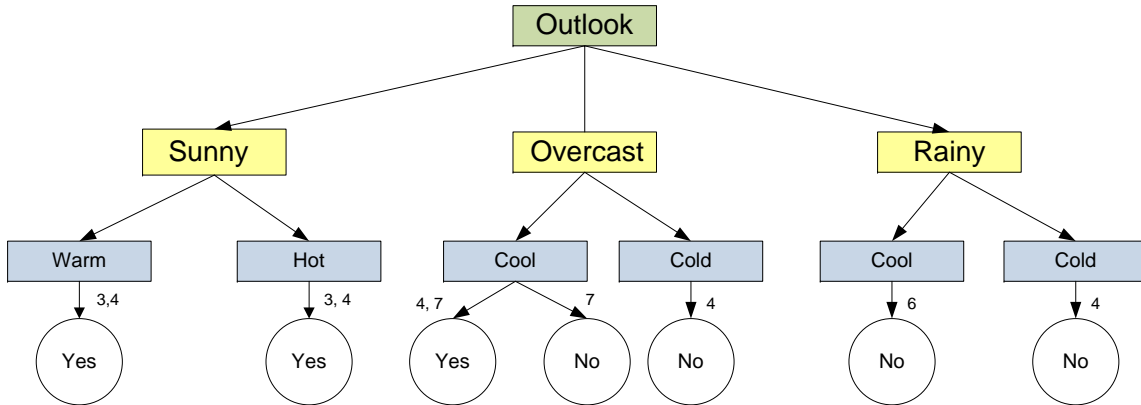 Outlook
Sunny
Overcast
Rainy
Warm
Hot
Cool
Cold
Cool
Cold
3,4
3, 4
4, 7
7
4
6
4
Yes
Yes
Yes
No
No
No
No